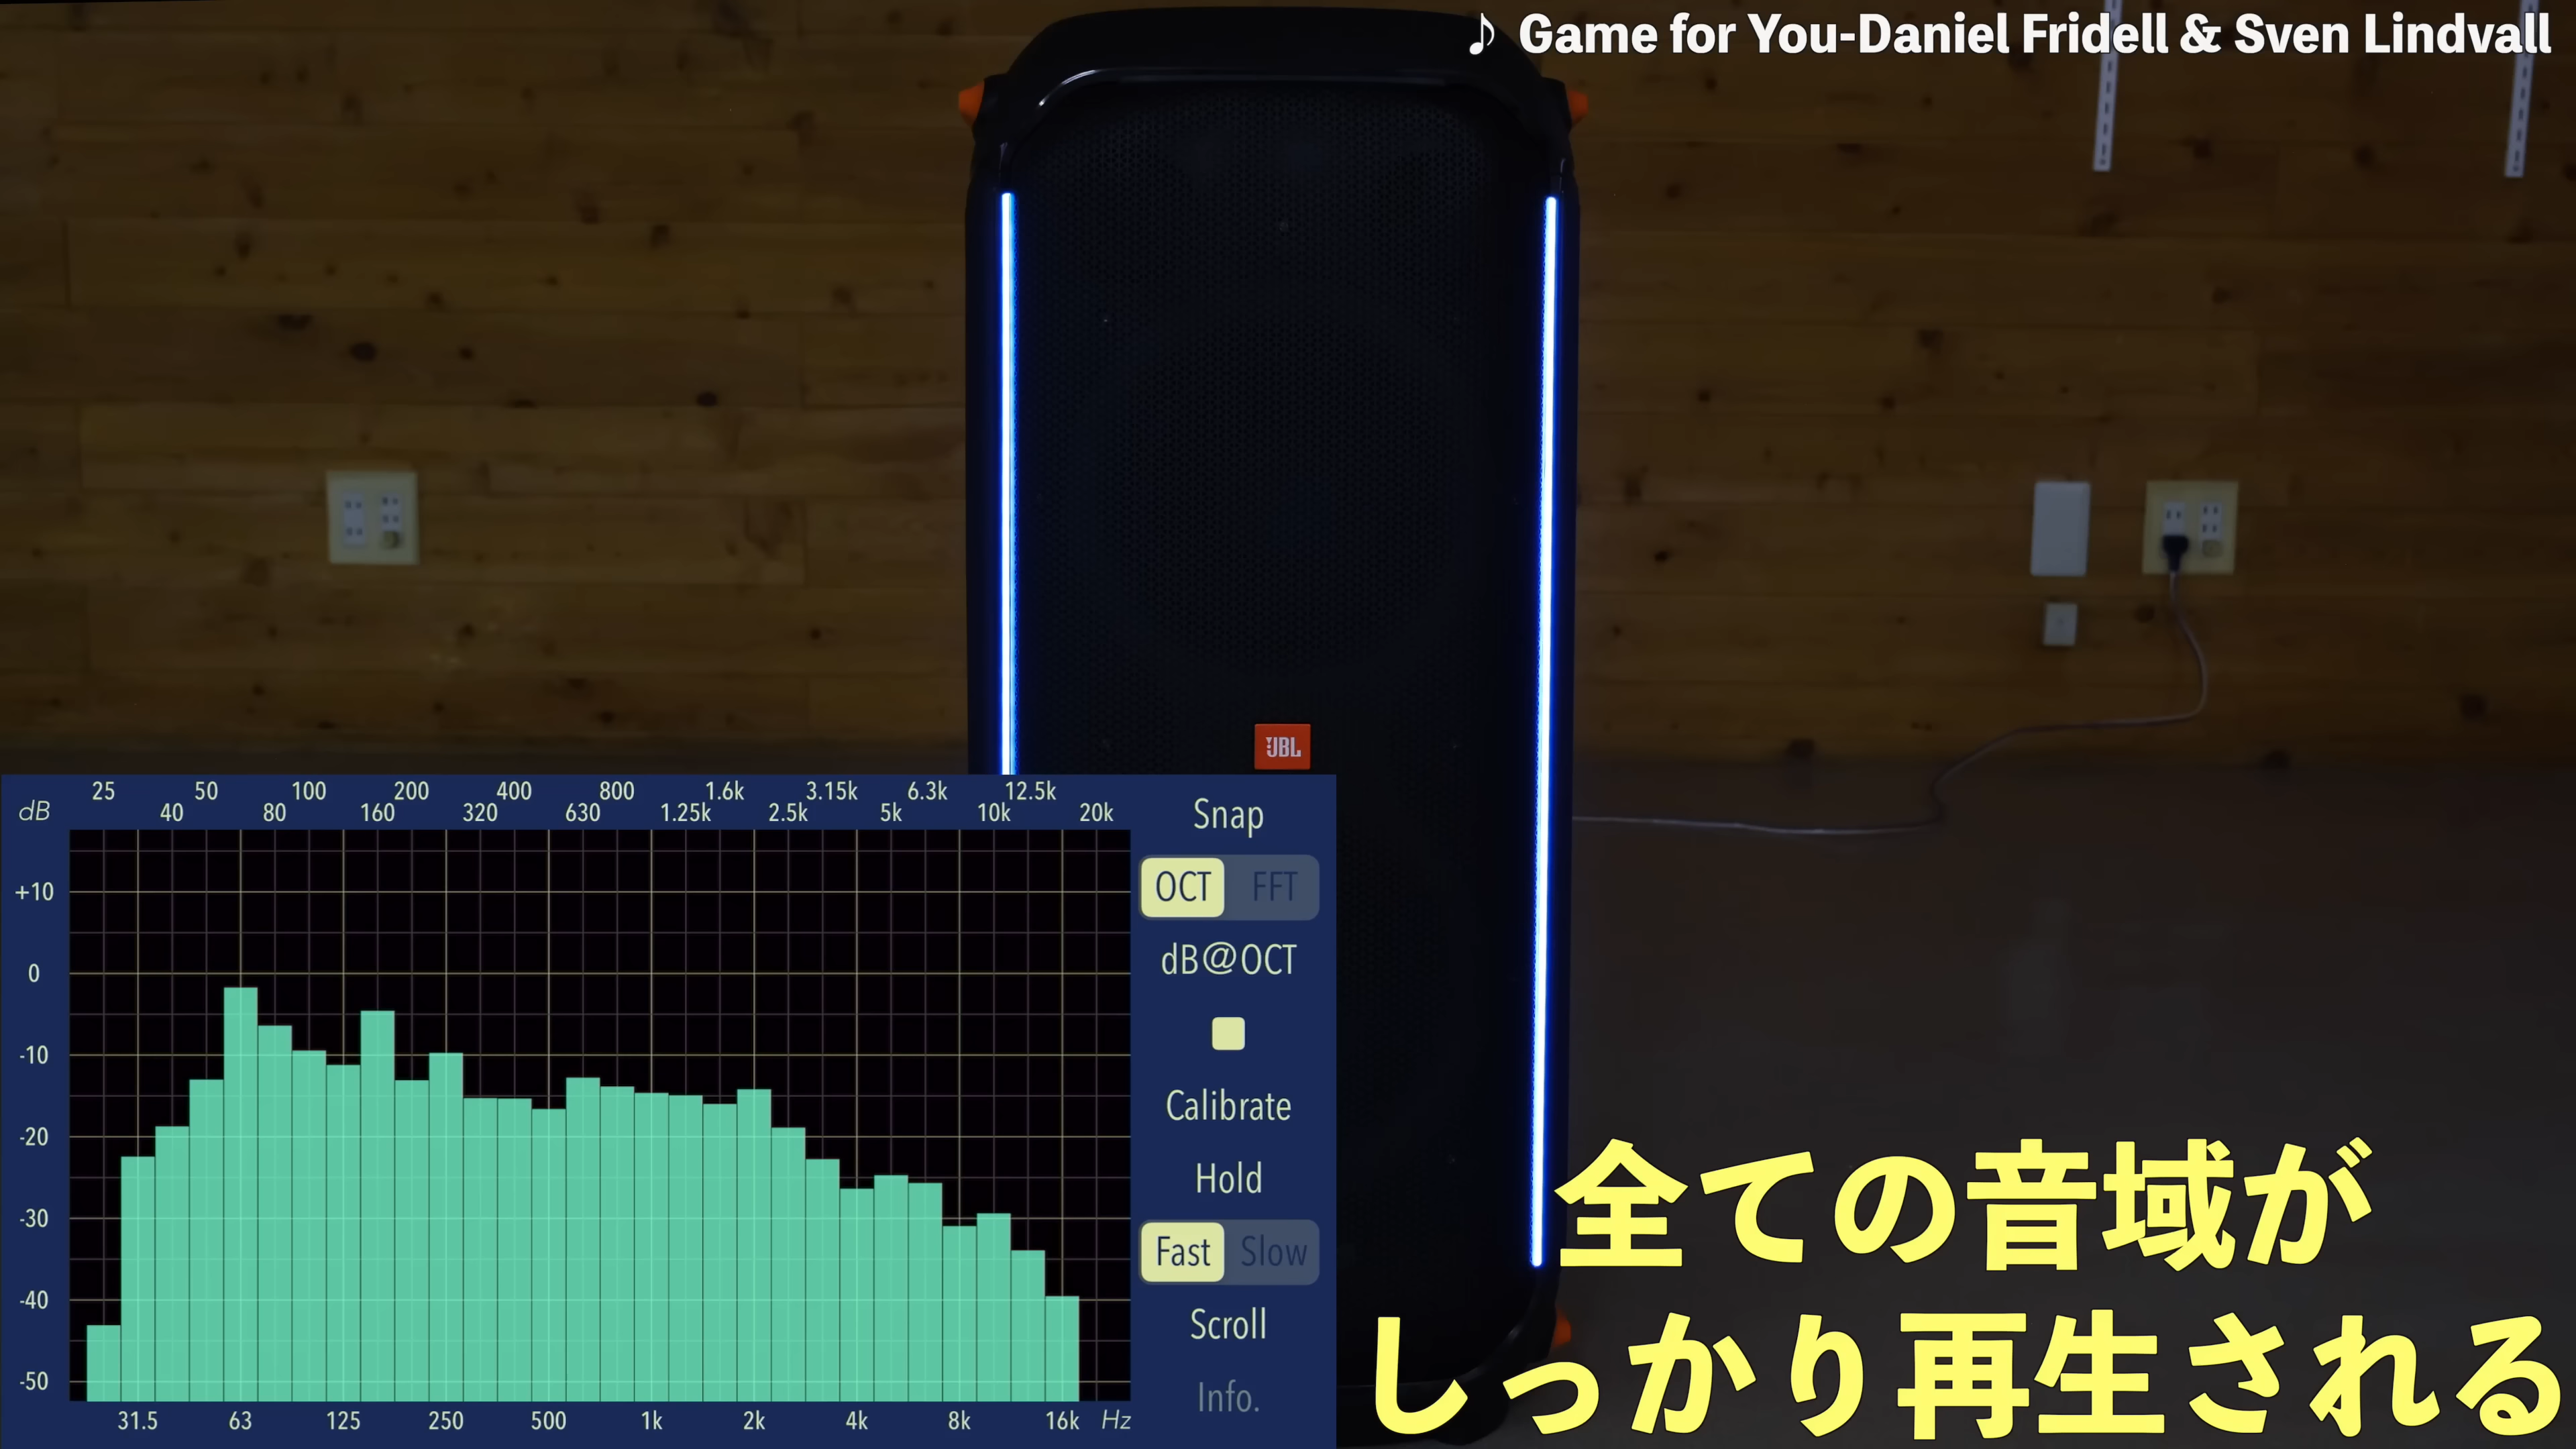 ♪ Game for You-Daniel Fridell & Sven Lindvall
JBL
25 50 100 200 400 800 1.6k 3.15k 6.3k 12.5k
dB 40 80 160 320 630 1.25k 2.5k 5k 10k 20k
+10
0
-10
-20
-30
-40
-50
31.5 63 125 250 500 1k 2k 4k 8k 16k Hz
Snap
OCT FFT
dB@OCT
Calibrate
Hold
Fast Slow
Scroll
Info.
全ての音域が
しっかり再生される